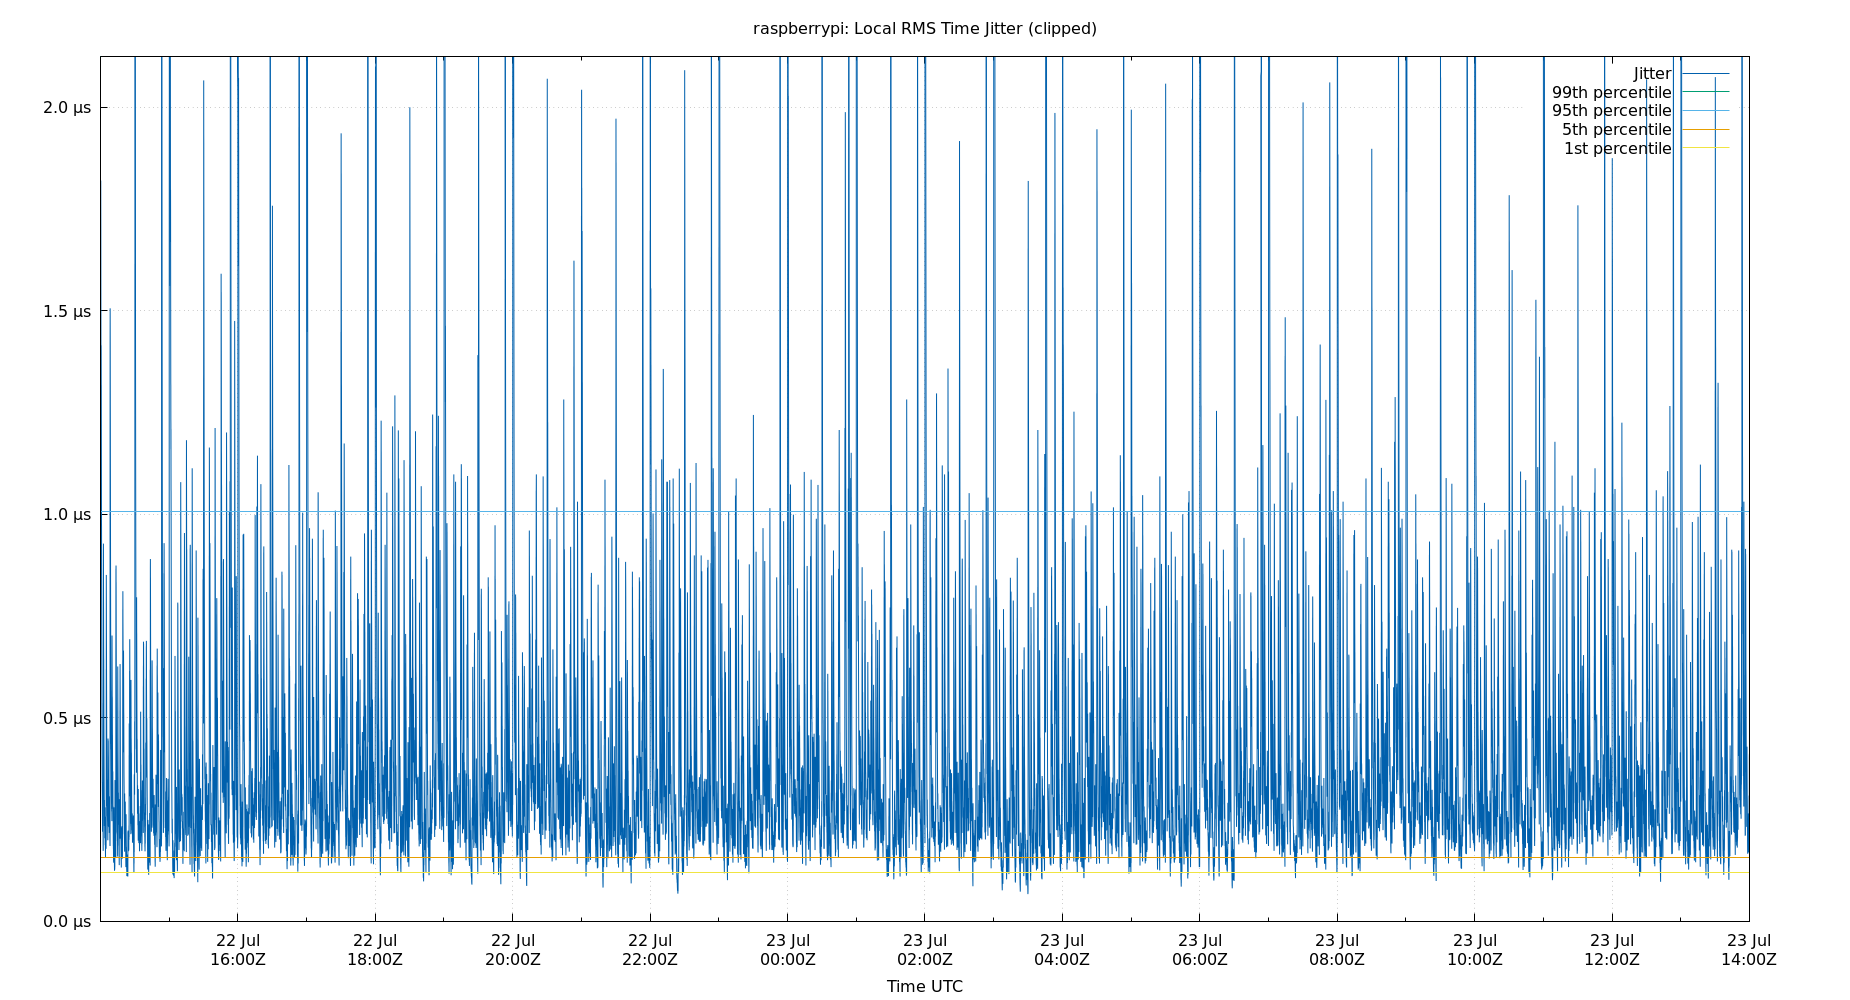 raspberrypi: Local RMS Time Jitter (clipped)
Jitter
99th percentile
95th percentile
5th percentile
1st percentile
2.0 µs
1.5 µs
1.0 µs
0.5 µs
0.0 µs
22 Jul 22 Jul 22 Jul 22 Jul 23 Jul 23 Jul 23 Jul 23 Jul 23 Jul 23 Jul 23 Jul 23 Jul
16:00Z 18:00Z 20:00Z 22:00Z 00:00Z 02:00Z 04:00Z 06:00Z 08:00Z 10:00Z 12:00Z 14:00Z
Time UTC